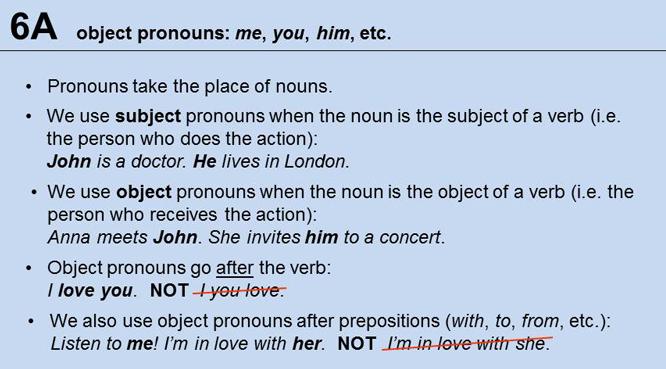 6A object pronouns: me, you, him, etc.
• Pronouns take the place of nouns.
• We use subject pronouns when the noun is the subject of a verb (i.e.
the person who does the action):
John is a doctor. He lives in London.
• We use object pronouns when the noun is the object of a verb (i.e. the
person who receives the action):
Anna meets John. She invites him to a concert.
• Object pronouns go after the verb:
I love you. NOT I you love.
• We also use object pronouns after prepositions (with, to, from, etc.):
Listen to me! I'm in love with her. NOT I'm in love with she.